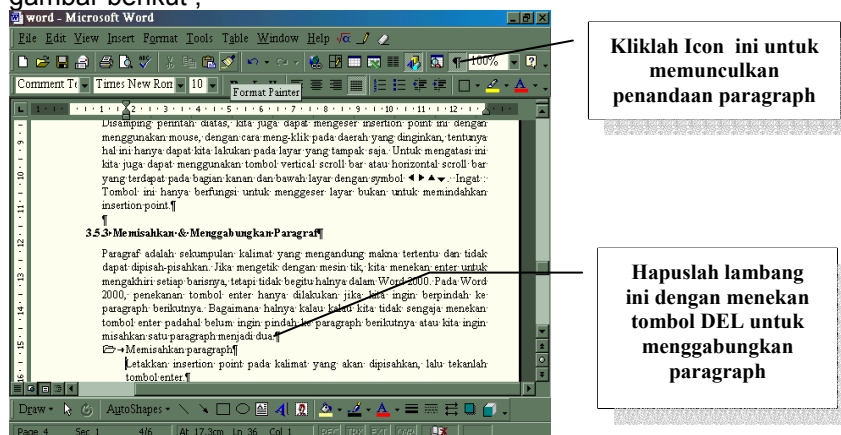 gambar berikut ;
word - Microsoft Word
File Edit View Insert Format Tools Table Window Help
100%
Times New Ron 10
Format Painter
Kliklah Icon ini untuk
memunculkan
penandaan paragraph
Disamping perintah diatas, kita juga dapat mengeser insertion point ini dengan
menggunakan mouse, dengan cara meng-klik pada daerah yang dinginkan, tentunya
hal ini hanya dapat kita lakukan pada layar yang tampak saja. Untuk mengatasi ini
kita juga dapat menggunakan tombol vertical scroll bar atau horizontal scroll bar
yang terdapat pada bagian kanan dan bawah layar dengan symbol ◄ ► ▲ ▼. Ingat :
Tombol ini hanya berfungsi untuk menggeser layar bukan untuk memindahkan
insertion point.¶
¶
3.5.3 Memisahkan & Menggabungkan Paragraf¶
Paragraf adalah sekumpulan kalimat yang mengandung makna tertentu dan tidak
dapat dipisah-pisahkan. Jika mengetik dengan mesin tik, kita menekan enter untuk
mengakhiri setiap barisnya, tetapi tidak begitu halnya dalam Word 2000. Pada Word
2000, penekanan tombol enter hanya dilakukan jika kita ingin berpindah ke
paragraph berikutnya. Bagaimana halnya kalau kalau kita tidak sengaja menekan
tombol enter padahal belum ingin pindah ke paragraph berikutnya atau kita ingin
misahkan satu paragraph menjadi dua.¶
Memisahkan paragraph¶
Letakkan insertion point pada kalimat yang akan dipisahkan, lalu tekanlah
tombol enter.¶
Hapuslah lambang
ini dengan menekan
tombol DEL untuk
menggabungkan
paragraph
Draw AutoShapes
Page 4 Sec 1 4/6 At 17.3cm Ln 36 Col 1 REC TRK EXT OVR